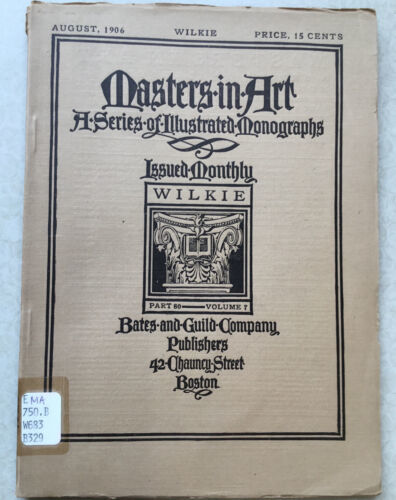 AUGUST, 1906 WILKIE PRICE, 15 CENTS
Masters·in·Art
A·Series·of·Illustrated·Monographs
Issued·Monthly
WILKIE
PART 80 VOLUME 7
Bates·and·Guild·Company
Publishers
42·Chauncy·Street
Boston
EMA
750.B
W683
B329